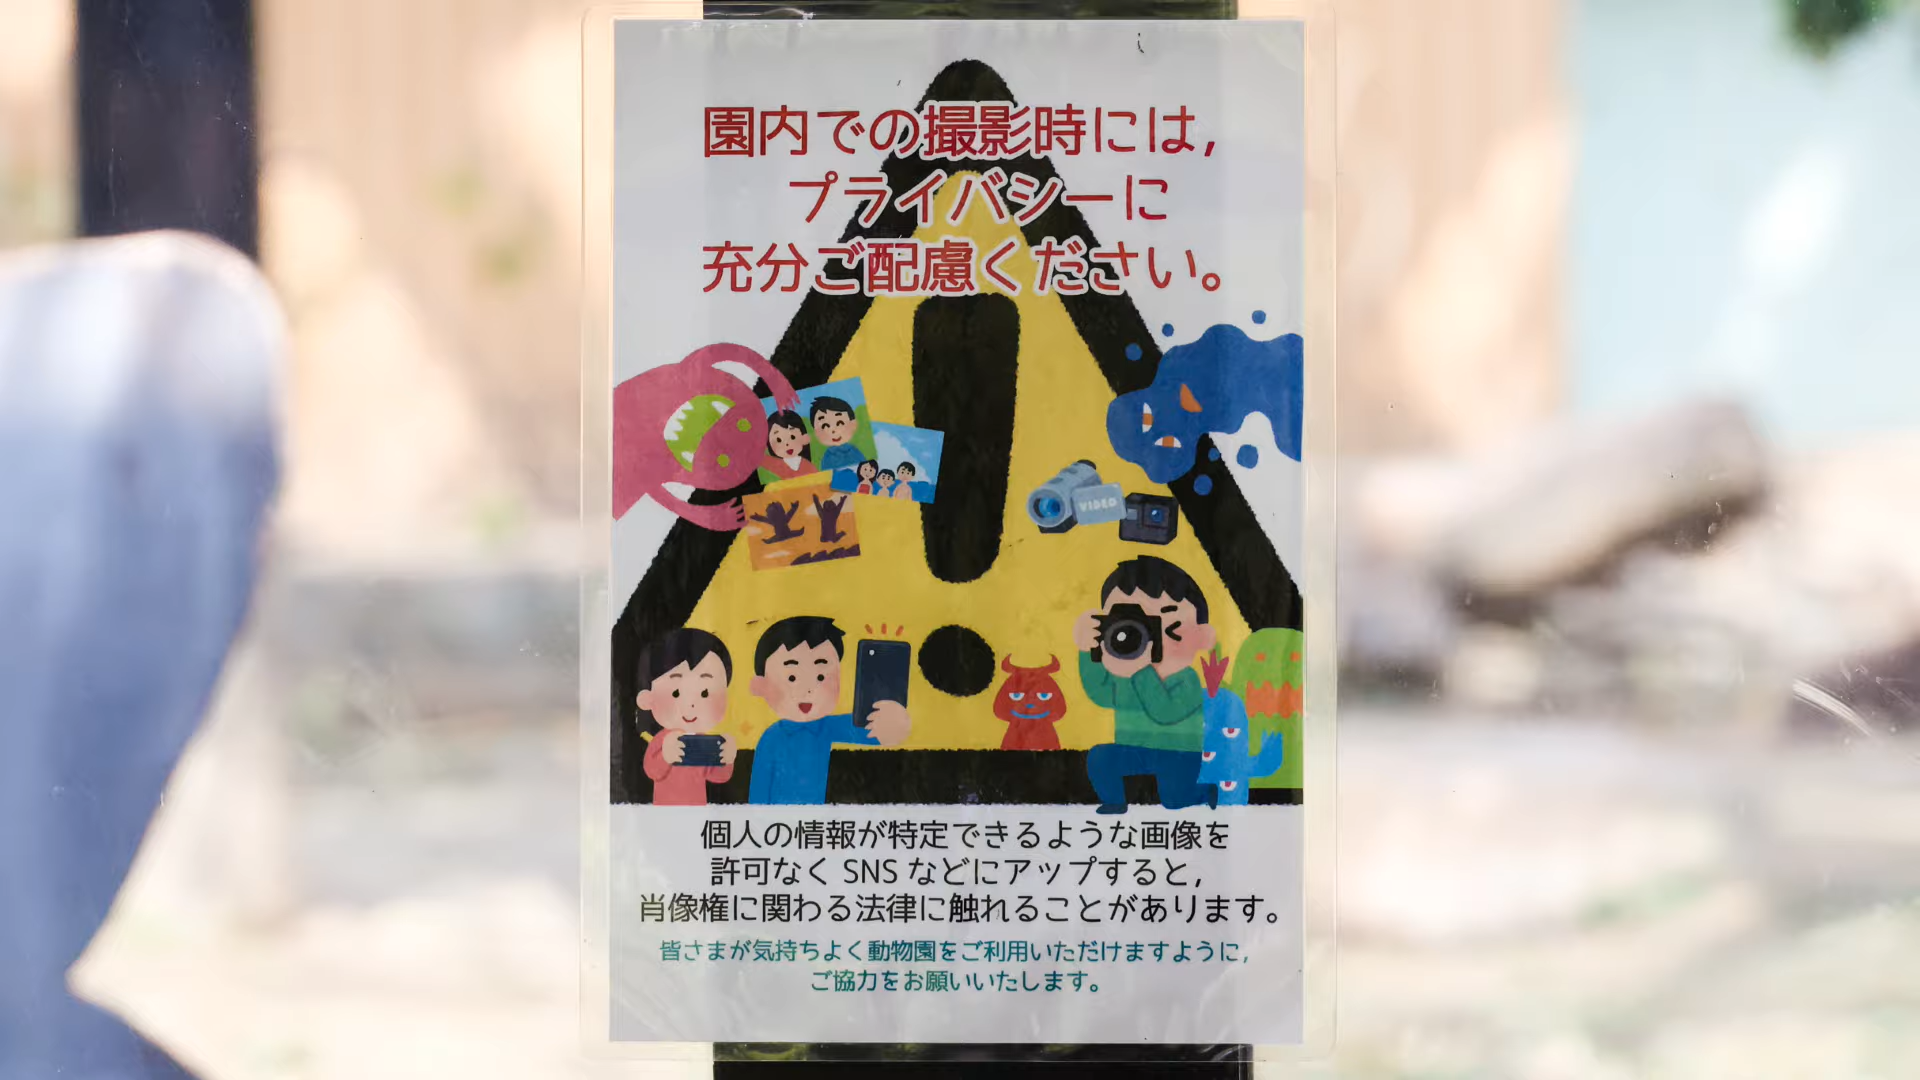 園内での撮影時には，
プライバシーに
充分ご配慮ください。
VIDEO
個人の情報が特定できるような画像を
許可なく SNS などにアップすると，
肖像権に関わる法律に触れることがあります。
皆さまが気持ちよく動物園をご利用いただけますように，
ご協力をお願いいたします。